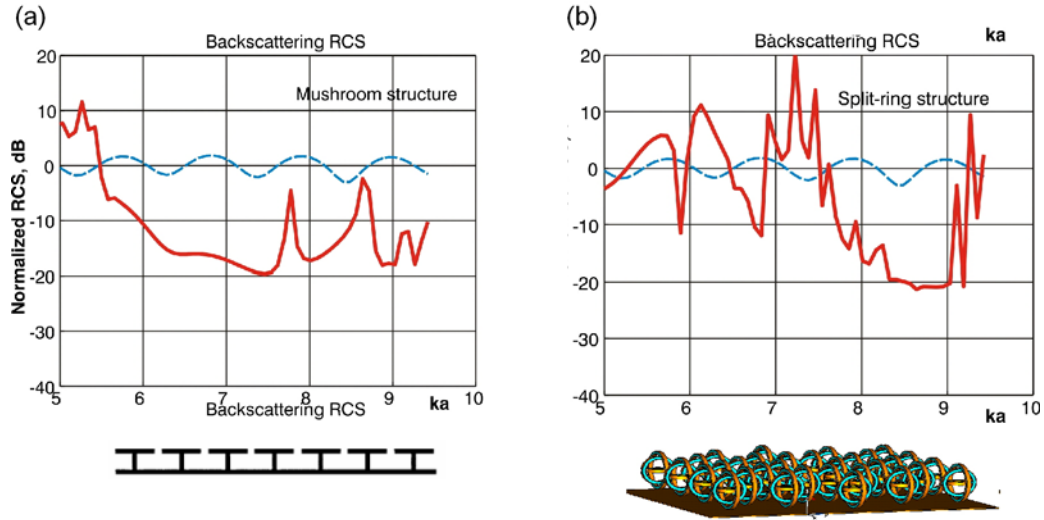 (a)
Backscattering RCS
Mushroom structure
Normalized RCS, dB
20
10
0
-10
-20
-30
-40
5
6
7
8
9
10
ka
Backscattering RCS
(b)
ka
Backscattering RCS
Split-ring structure
20
10
0
-10
-20
-30
-40
5
6
7
8
9
10
ka